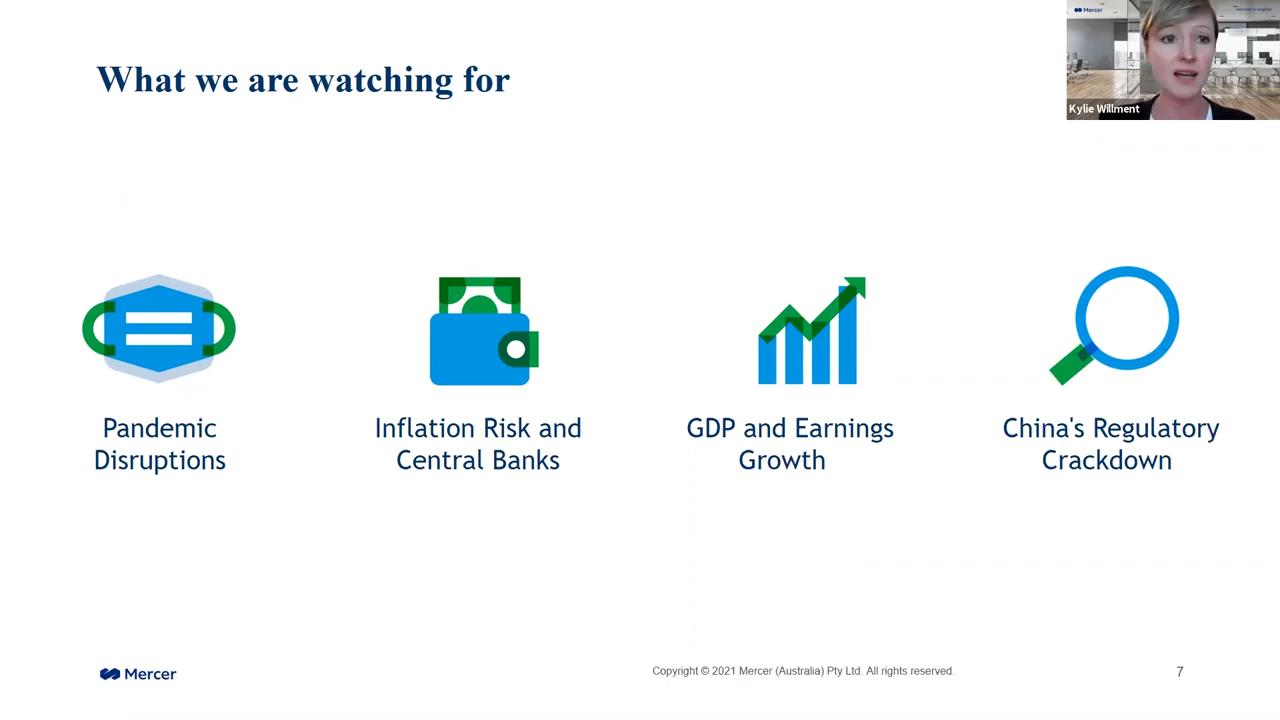 Mercer
Kylie Willment
What we are watching for
Pandemic
Disruptions
Inflation Risk and
Central Banks
GDP and Earnings
Growth
China's Regulatory
Crackdown
Mercer
Copyright © 2021 Mercer (Australia) Pty Ltd. All rights reserved.
7